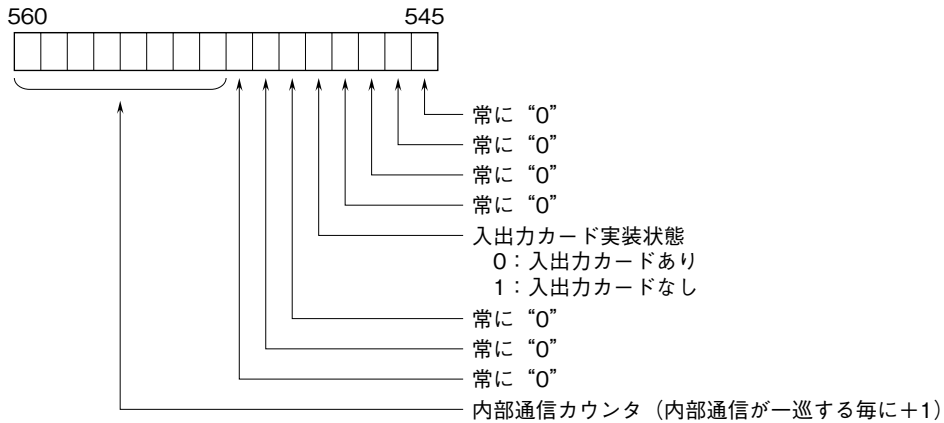 560 545
常に“0”
常に“0”
常に“0”
常に“0”
入出力カード実装状態
0：入出力カードあり
1：入出力カードなし
常に“0”
常に“0”
常に“0”
内部通信カウンタ（内部通信が一巡する毎に＋1）